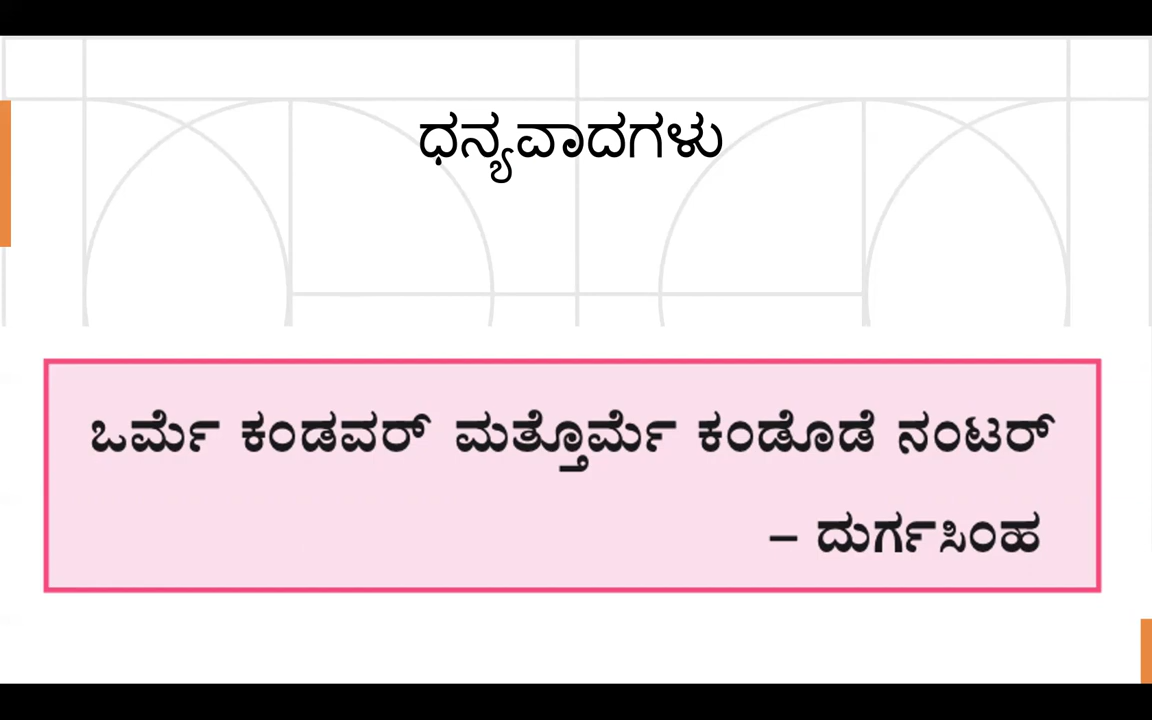 ಧನ್ಯವಾದಗಳು
ಒರ್ಮೆ ಕಂಡವರ್ ಮತ್ತೊರ್ಮೆ ಕಂಡೊಡೆ ನಂಟರ್
– ದುರ್ಗಸಿಂಹ